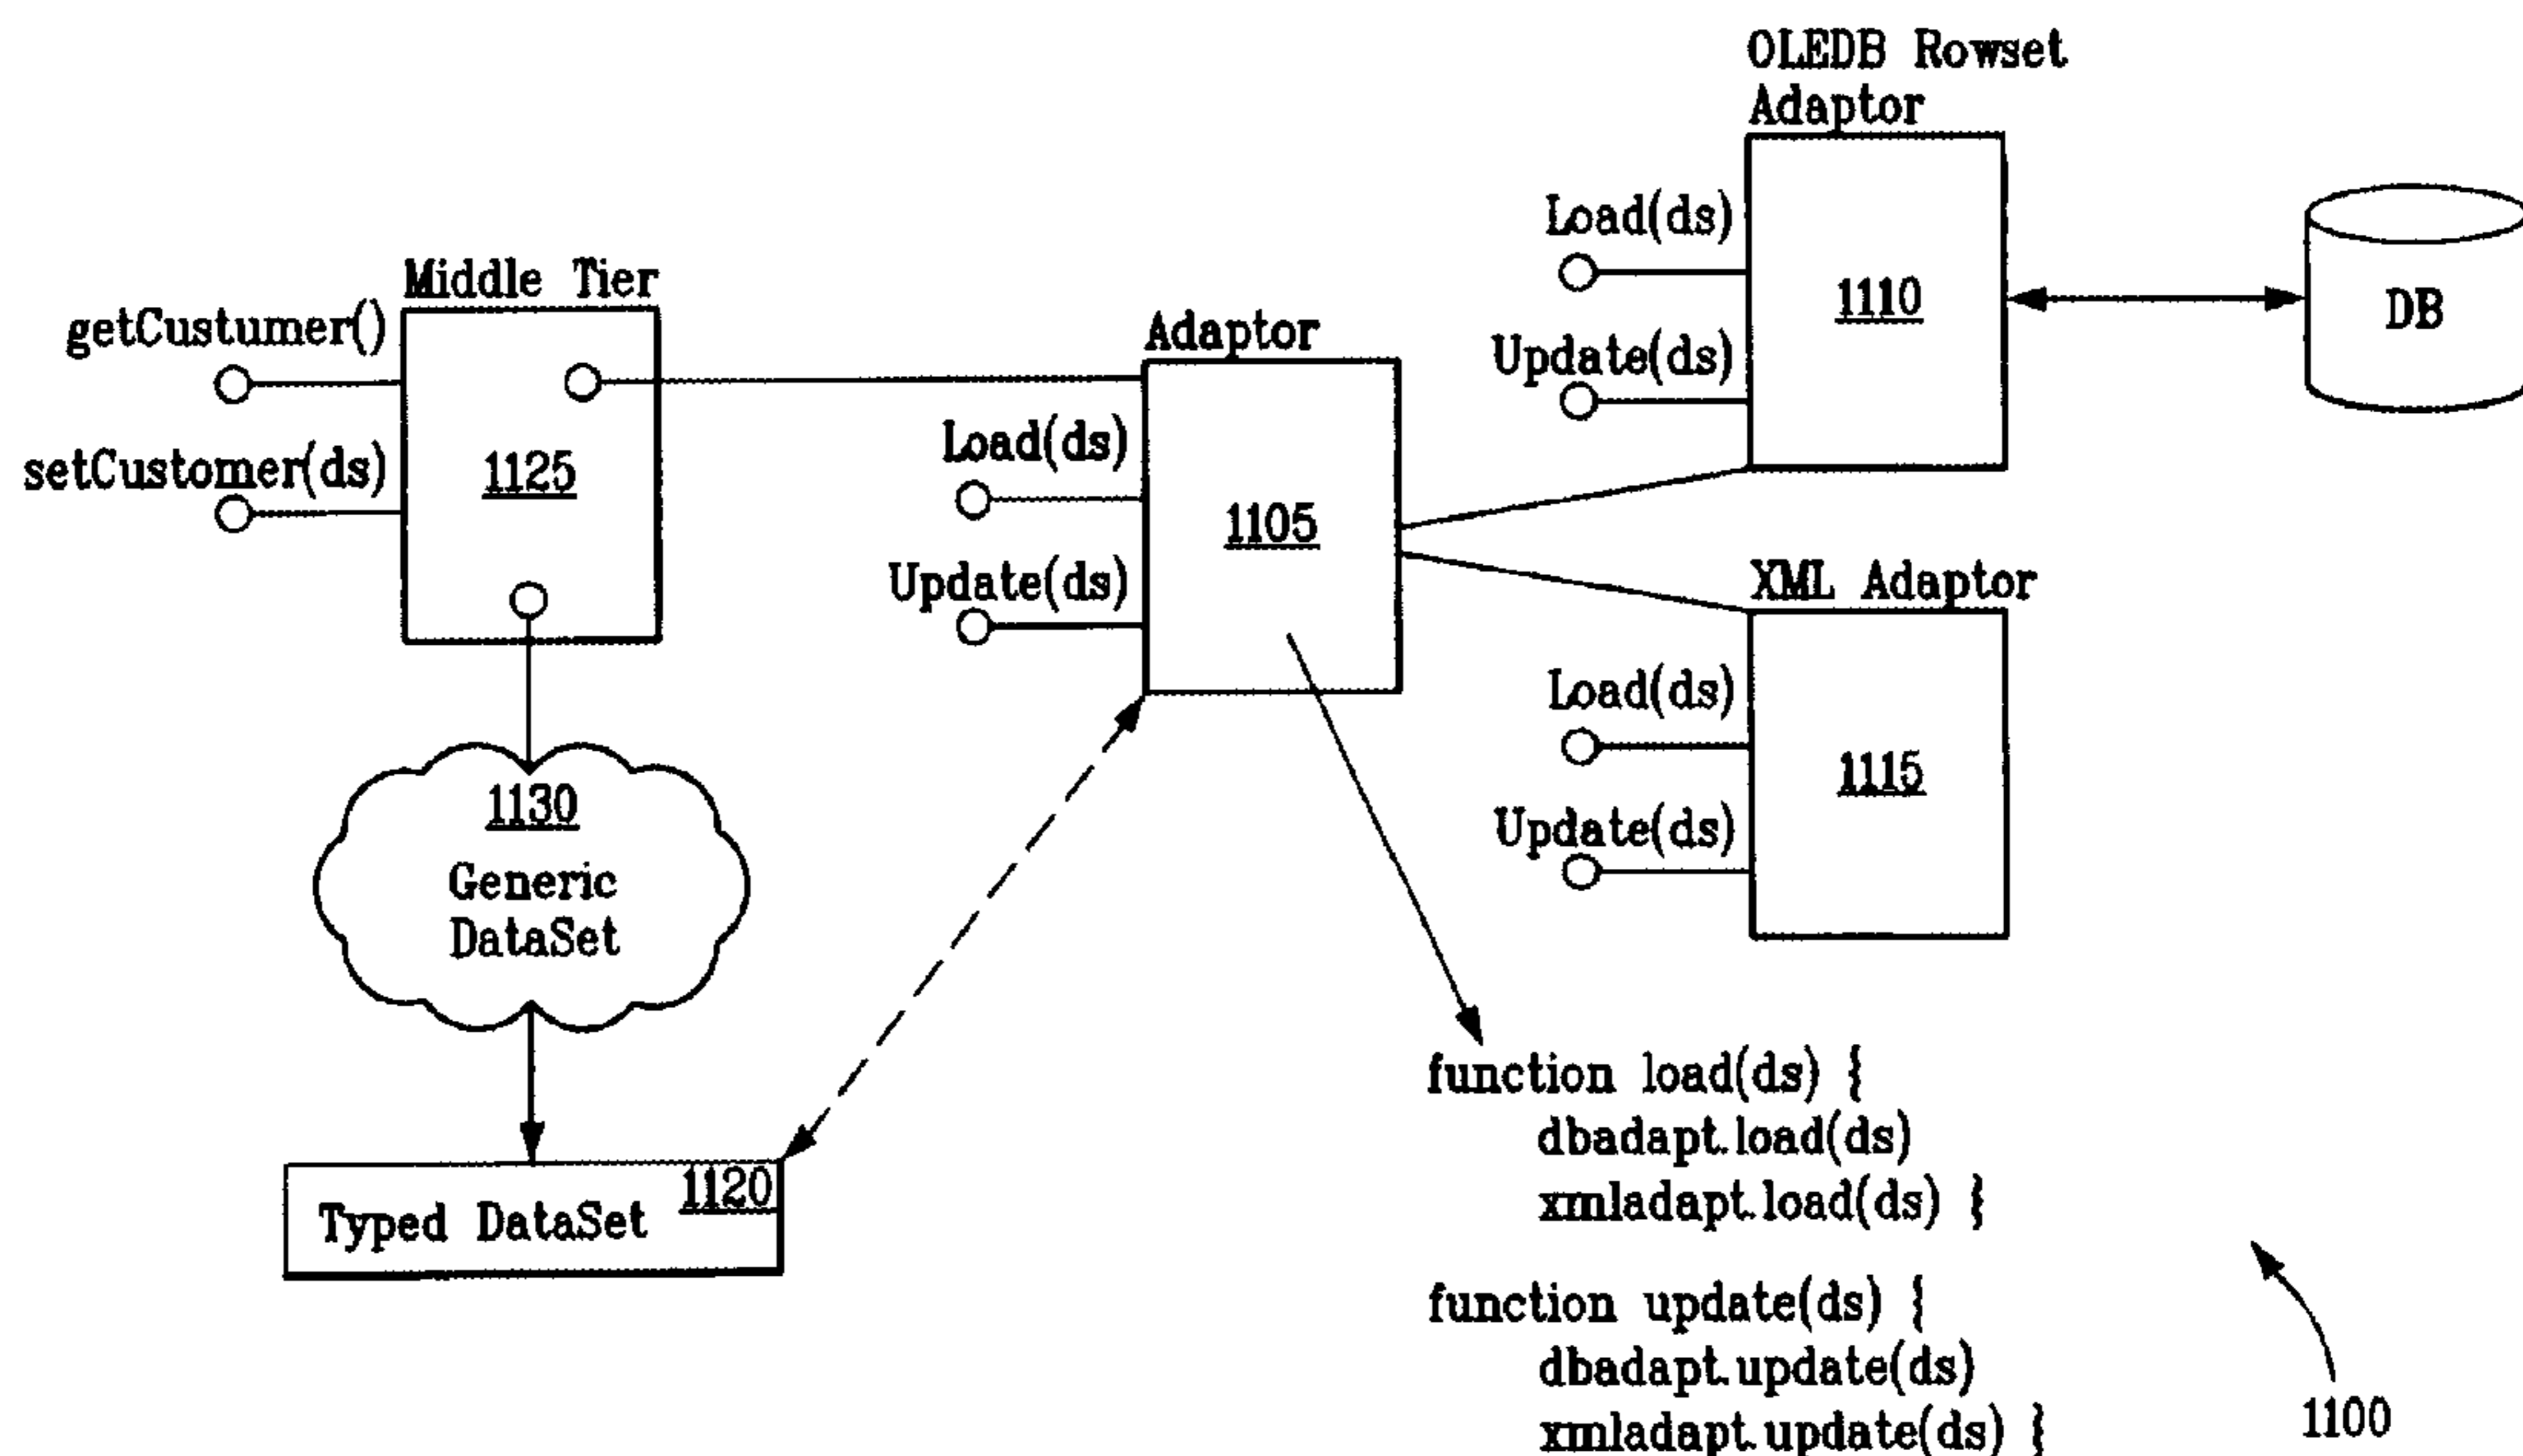 OLEDB Rowset
Adaptor
Load(ds)
1110
Update(ds)
DB
Middle Tier
getCustumer()
setCustomer(ds)
1125
Adaptor
Load(ds)
1105
Update(ds)
XML Adaptor
Load(ds)
1115
Update(ds)
1130
Generic
DataSet
1120
Typed DataSet
function load(ds) {
dbadapt.load(ds)
xmladapt.load(ds) }
function update(ds) {
dbadapt.update(ds)
xmladapt.update(ds) {
1100